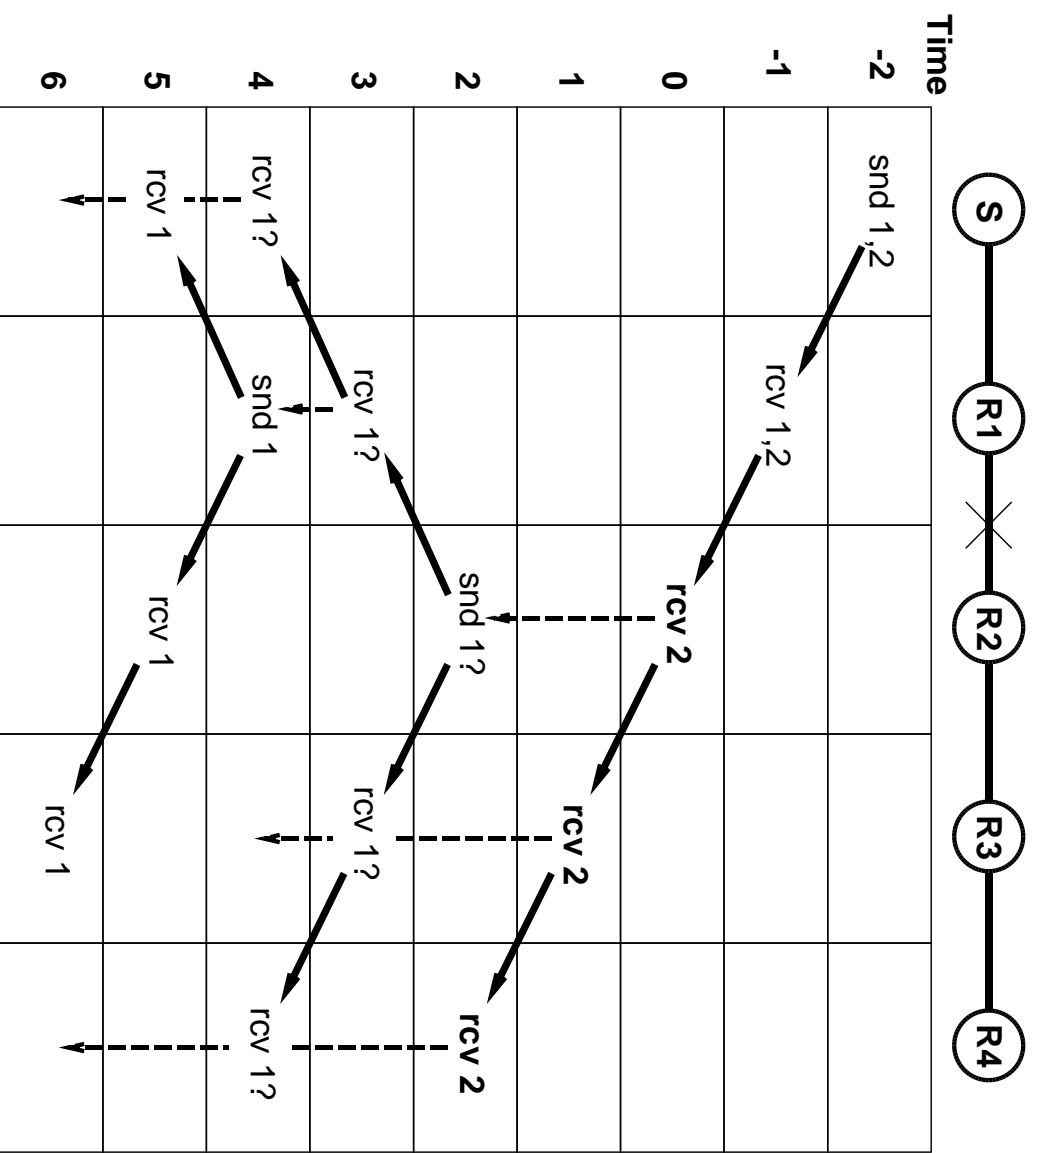 S R1 R2 R3 R4
Time
-2 snd 1,2
-1 rcv 1,2
0 rcv 2
1 rcv 2
2 snd 1? rcv 2
3 rcv 1? rcv 1?
4 rcv 1? snd 1 rcv 1?
5 rcv 1 rcv 1
6 rcv 1